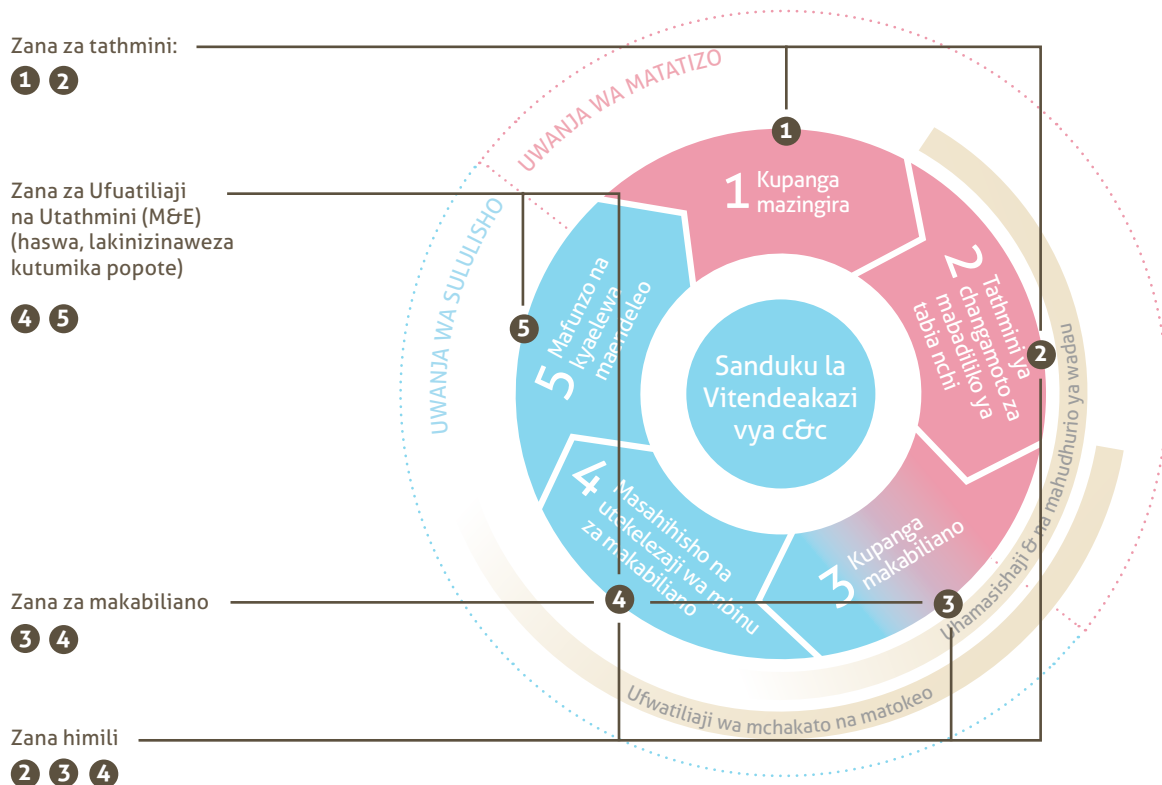 Zana za tathmini:
1 2
Zana za Ufuatiliaji
na Utathmini (M&E)
(haswa, lakinizinaweza
kutumika popote)
4 5
Zana za makabiliano
3 4
Zana himili
2 3 4
UWANJA WA MATATIZO
UWANJA WA SULULISHO
1
1 Kupanga
mazingira
2
2 Tathmini ya
changamoto za
mabadiliko ya
tabia nchi
3
3 Kupanga
makabiliano
4
4 Masahihisho na
utekelezaji wa mbinu
za makabiliano
5
5 Mafunzo na
kyaelewa
maendeleo
Sanduku la
Vitendeakazi
vya c&c
Uhamasishaji & na mahudhurio ya wadan
Ufwatiliaji wa mchakato na matokeo